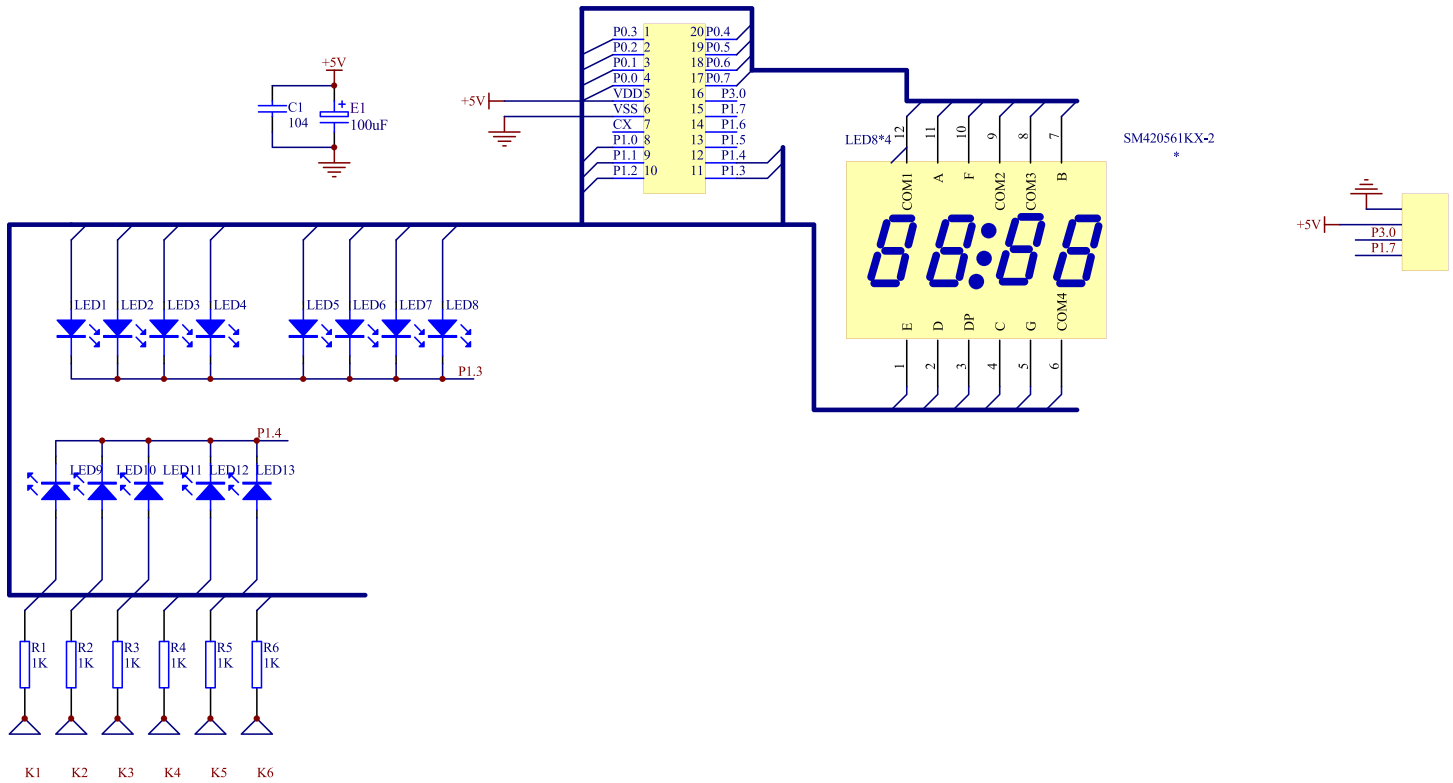 +5V
C1
104
E1
100uF
P0.3 1 20 P0.4
P0.2 2 19 P0.5
P0.1 3 18 P0.6
P0.0 4 17 P0.7
+5V VDD 5 16 P3.0
VSS 6 15 P1.7
CX 7 14 P1.6
P1.0 8 13 P1.5
P1.1 9 12 P1.4
P1.2 10 11 P1.3
LED8*4
SM420561KX-2
*
12 11 10 9 8 7
COM1 A F COM2 COM3 B
88:88
E D DP C G COM4
1 2 3 4 5 6
+5V
P3.0
P1.7
LED1 LED2 LED3 LED4 LED5 LED6 LED7 LED8
P1.3
P1.4
LED9 LED10 LED11 LED12 LED13
R1 R2 R3 R4 R5 R6
1K 1K 1K 1K 1K 1K
K1 K2 K3 K4 K5 K6